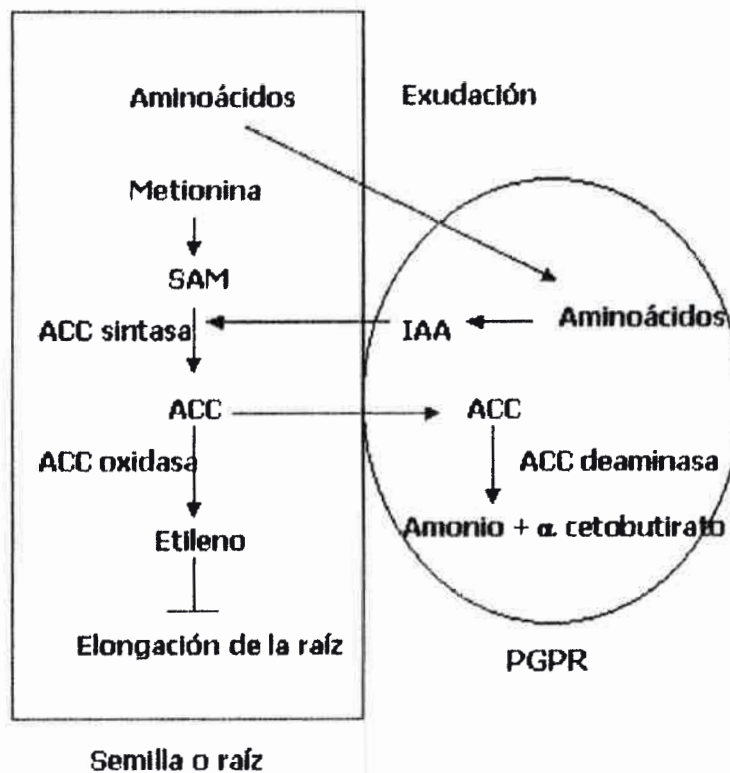 Aminoácidos
Exudación
Metionina
SAM
Aminoácidos
ACC sintasa
IAA
ACC
ACC
ACC oxidasa
ACC deaminasa
Etileno
Amonio + α. cetobutirato
Elongación de la raíz
PGPR
Semilla o raíz